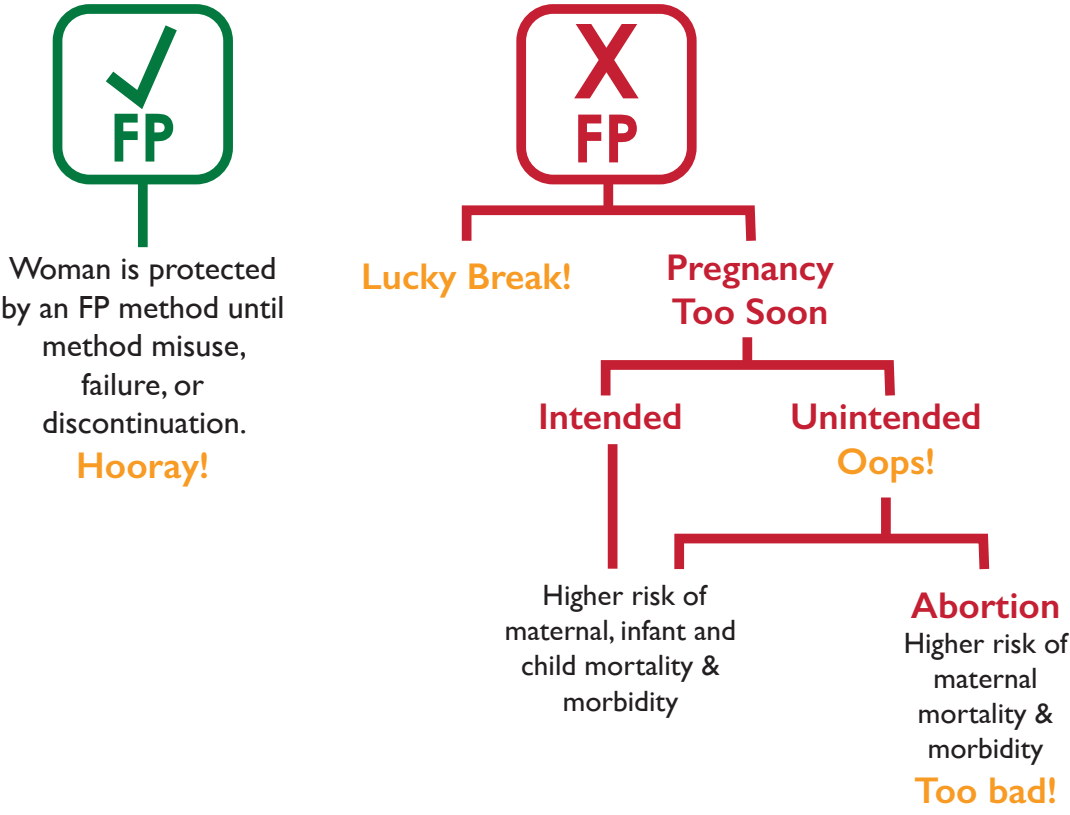 FP
Woman is protected
by an FP method until
method misuse,
failure, or
discontinuation.
Hooray!
X
FP
Lucky Break!
Pregnancy
Too Soon
Intended
Unintended
Oops!
Higher risk of
maternal, infant and
child mortality &
morbidity
Abortion
Higher risk of
maternal
mortality &
morbidity
Too bad!